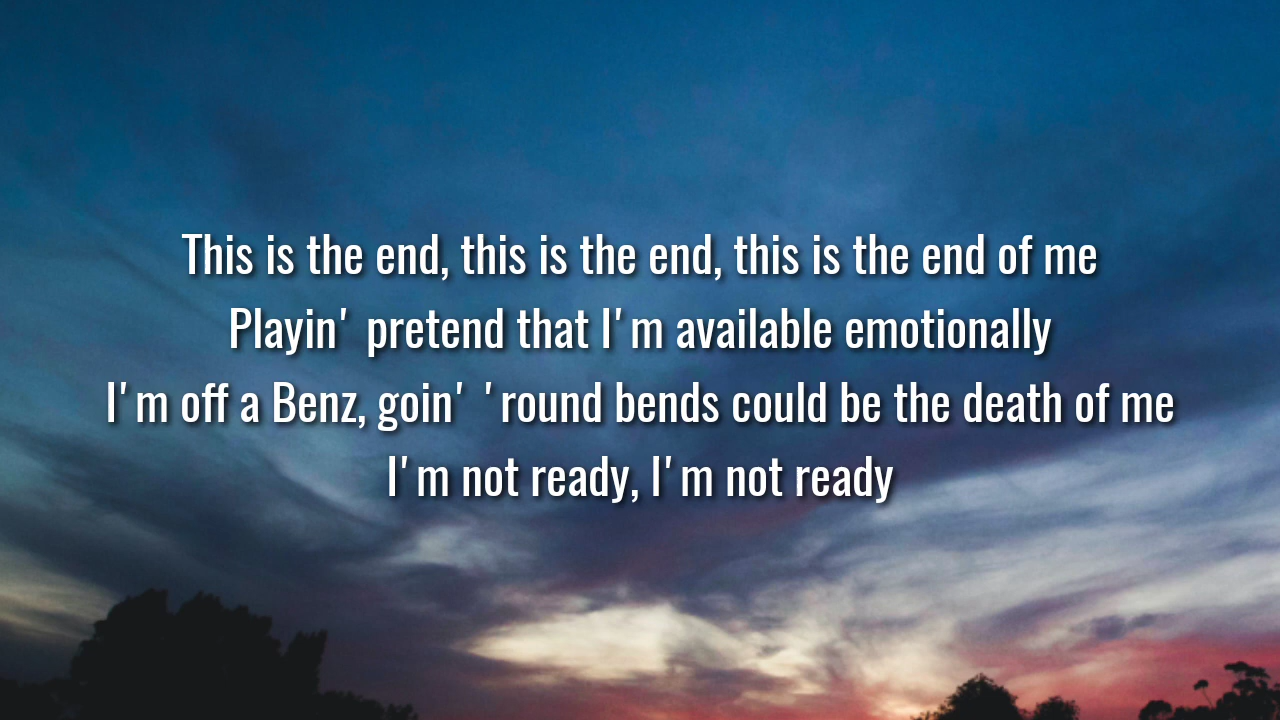 This is the end, this is the end, this is the end of me
Playin' pretend that I'm available emotionally
I'm off a Benz, goin' 'round bends could be the death of me
I'm not ready, I'm not ready